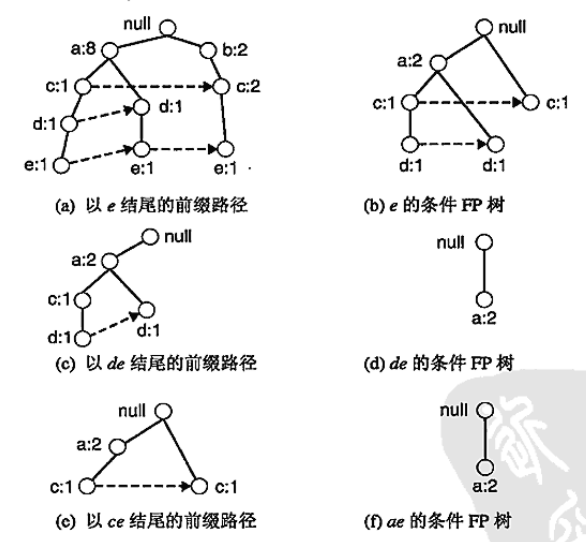 null
a:8
b:2
c:1
c:2
d:1
d:1
e:1
e:1
e:1
(a) 以 e 结尾的前缀路径
null
a:2
c:1
c:1
d:1
d:1
(b) e 的条件 FP 树
null
a:2
c:1
d:1
d:1
(c) 以 de 结尾的前缀路径
null
a:2
(d) de 的条件 FP 树
null
a:2
c:1
c:1
(e) 以 ce 结尾的前缀路径
null
a:2
(f) ae 的条件 FP 树